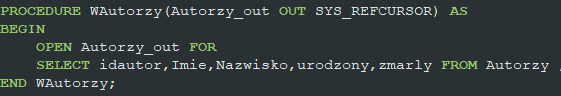 PROCEDURE WAutorzy(Autorzy_out OUT SYS_REFCURSOR) AS
BEGIN
OPEN Autorzy_out FOR
SELECT idautor,Imie,Nazwisko,urodzony,zmarly FROM Autorzy ;
END WAutorzy;